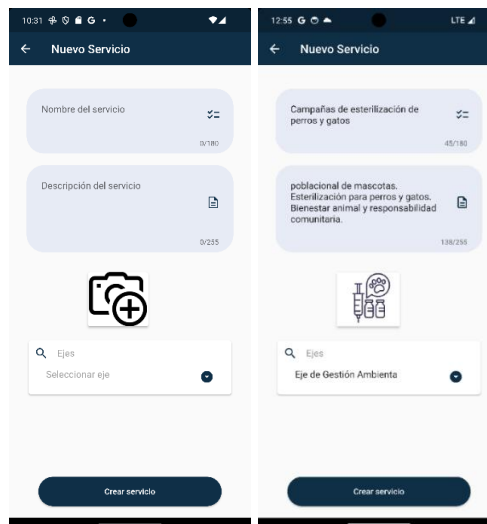 10:31 G
Nuevo Servicio
Nombre del servicio
0/180
Descripción del servicio
0/255
Ejes
Seleccionar eje
Crear servicio
12:55 G LTE
Nuevo Servicio
Campañas de esterilización de
perros y gatos
45/180
poblacional de mascotas.
Esterilización para perros y gatos.
Bienestar animal y responsabilidad
comunitaria.
138/255
Ejes
Eje de Gestión Ambienta
Crear servicio